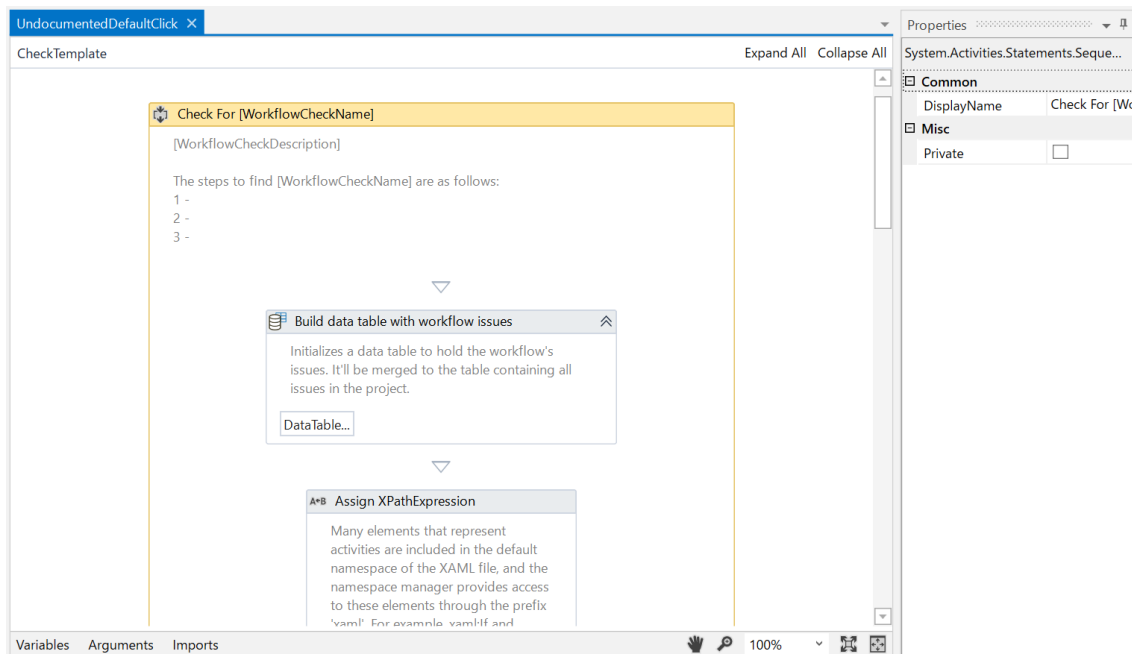 UndocumentedDefaultClick
Properties
CheckTemplate
Expand All Collapse All
System.Activities.Statements.Seque...
Common
DisplayName Check For [Wo
Misc
Private
Check For [WorkflowCheckName]
[WorkflowCheckDescription]
The steps to find [WorkflowCheckName] are as follows:
1 -
2 -
3 -
Build data table with workflow issues
Initializes a data table to hold the workflow's
issues. It'll be merged to the table containing all
issues in the project.
DataTable...
A+B Assign XPathExpression
Many elements that represent
activities are included in the default
namespace of the XAML file, and the
namespace manager provides access
to these elements through the prefix
'xaml'. For example, xaml:If and
Variables Arguments Imports
100%